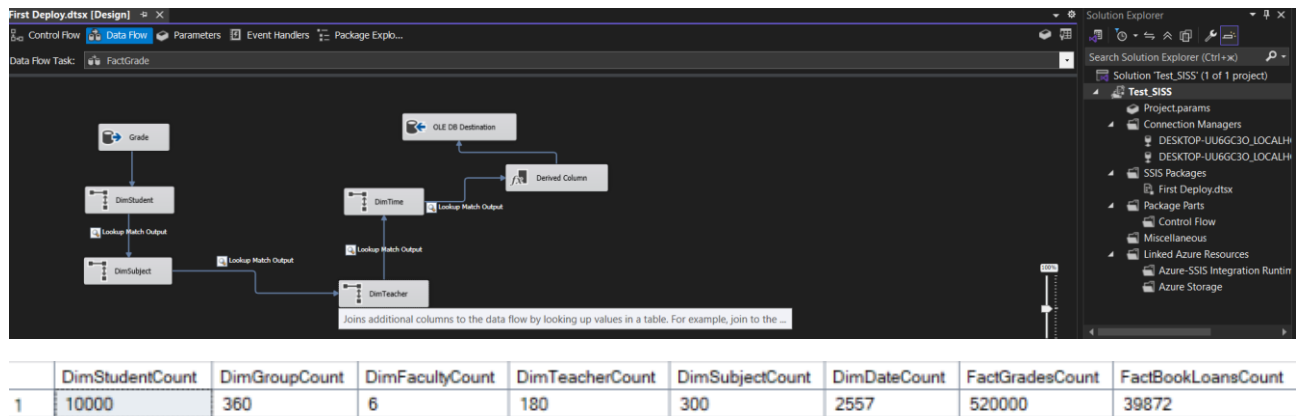 First Deploy.dtsx [Design]
Control Flow Data Flow Parameters Event Handlers Package Explo...
Data Flow Task: FactGrade
Grade
OLE DB Destination
Derived Column
DimStudent
DimTime
Lookup Match Output
Lookup Match Output
Lookup Match Output
Lookup Match Output
DimSubject
DimTeacher
Joins additional columns to the data flow by looking up values in a table. For example, join to the ...
100%
Solution Explorer
Search Solution Explorer (Ctrl+ж)
Solution 'Test_SISS' (1 of 1 project)
Test_SISS
Project.params
Connection Managers
DESKTOP-UU6GC3O_LOCALH
DESKTOP-UU6GC3O_LOCALH
SSIS Packages
First Deploy.dtsx
Package Parts
Control Flow
Miscellaneous
Linked Azure Resources
Azure-SSIS Integration Runtim
Azure Storage
DimStudentCount DimGroupCount DimFacultyCount DimTeacherCount DimSubjectCount DimDateCount FactGradesCount FactBookLoansCount
1 10000 360 6 180 300 2557 520000 39872